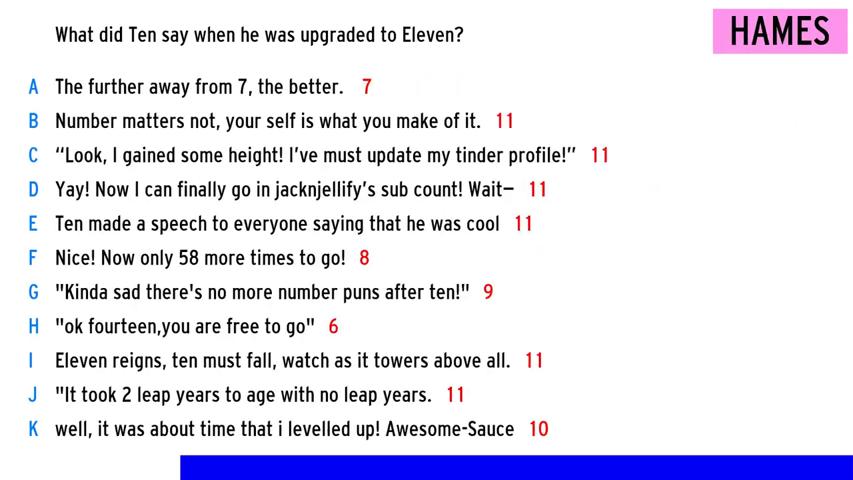 What did Ten say when he was upgraded to Eleven?
HAMES
A The further away from 7, the better. 7
B Number matters not, your self is what you make of it. 11
C “Look, I gained some height! I’ve must update my tinder profile!” 11
D Yay! Now I can finally go in jacknjellify’s sub count! Wait— 11
E Ten made a speech to everyone saying that he was cool 11
F Nice! Now only 58 more times to go! 8
G "Kinda sad there's no more number puns after ten!" 9
H "ok fourteen,you are free to go" 6
I Eleven reigns, ten must fall, watch as it towers above all. 11
J "It took 2 leap years to age with no leap years. 11
K well, it was about time that i levelled up! Awesome-Sauce 10